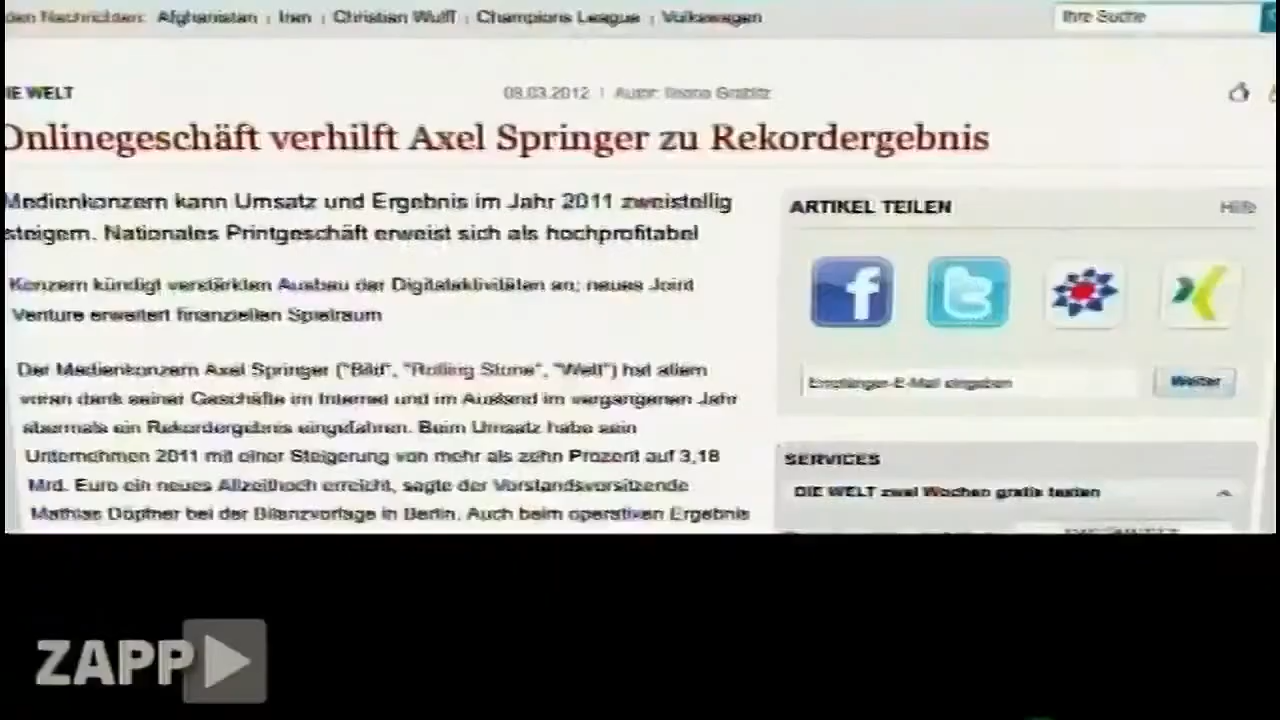 den Nachrichten: Afghanistan | Iran | Christian Wulff | Champions League | Volkswagen
Ihre Suche
IE WELT
08.03.2012 | Autor:
Onlinegeschäft verhilft Axel Springer zu Rekordergebnis
Medienkonzern kann Umsatz und Ergebnis im Jahr 2011 zweistellig
steigern. Nationales Printgeschäft erweist sich als hochprofitabel
Konzern kündigt verstärkten Ausbau der Digitalaktivitäten an; neues Joint
Venture erweitert finanziellen Spielraum
Der Medienkonzern Axel Springer ("Bild", "Rolling Stone", "Welt") hat allem
voran dank seiner Geschäfte im Internet und im Ausland im vergangenen Jahr
abermals ein Rekordergebnis eingefahren. Beim Umsatz habe sein
Unternehmen 2011 mit einer Steigerung von mehr als zehn Prozent auf 3,18
Mrd. Euro ein neues Allzeithoch erreicht, sagte der Vorstandsvorsitzende
Mathias Döpfner bei der Bilanzvorlage in Berlin. Auch beim operativen Ergebnis
ARTIKEL TEILEN
Hilfe
Empfänger-E-Mail eingeben
Weiter
SERVICES
DIE WELT zwei Wochen gratis testen
ZAPP